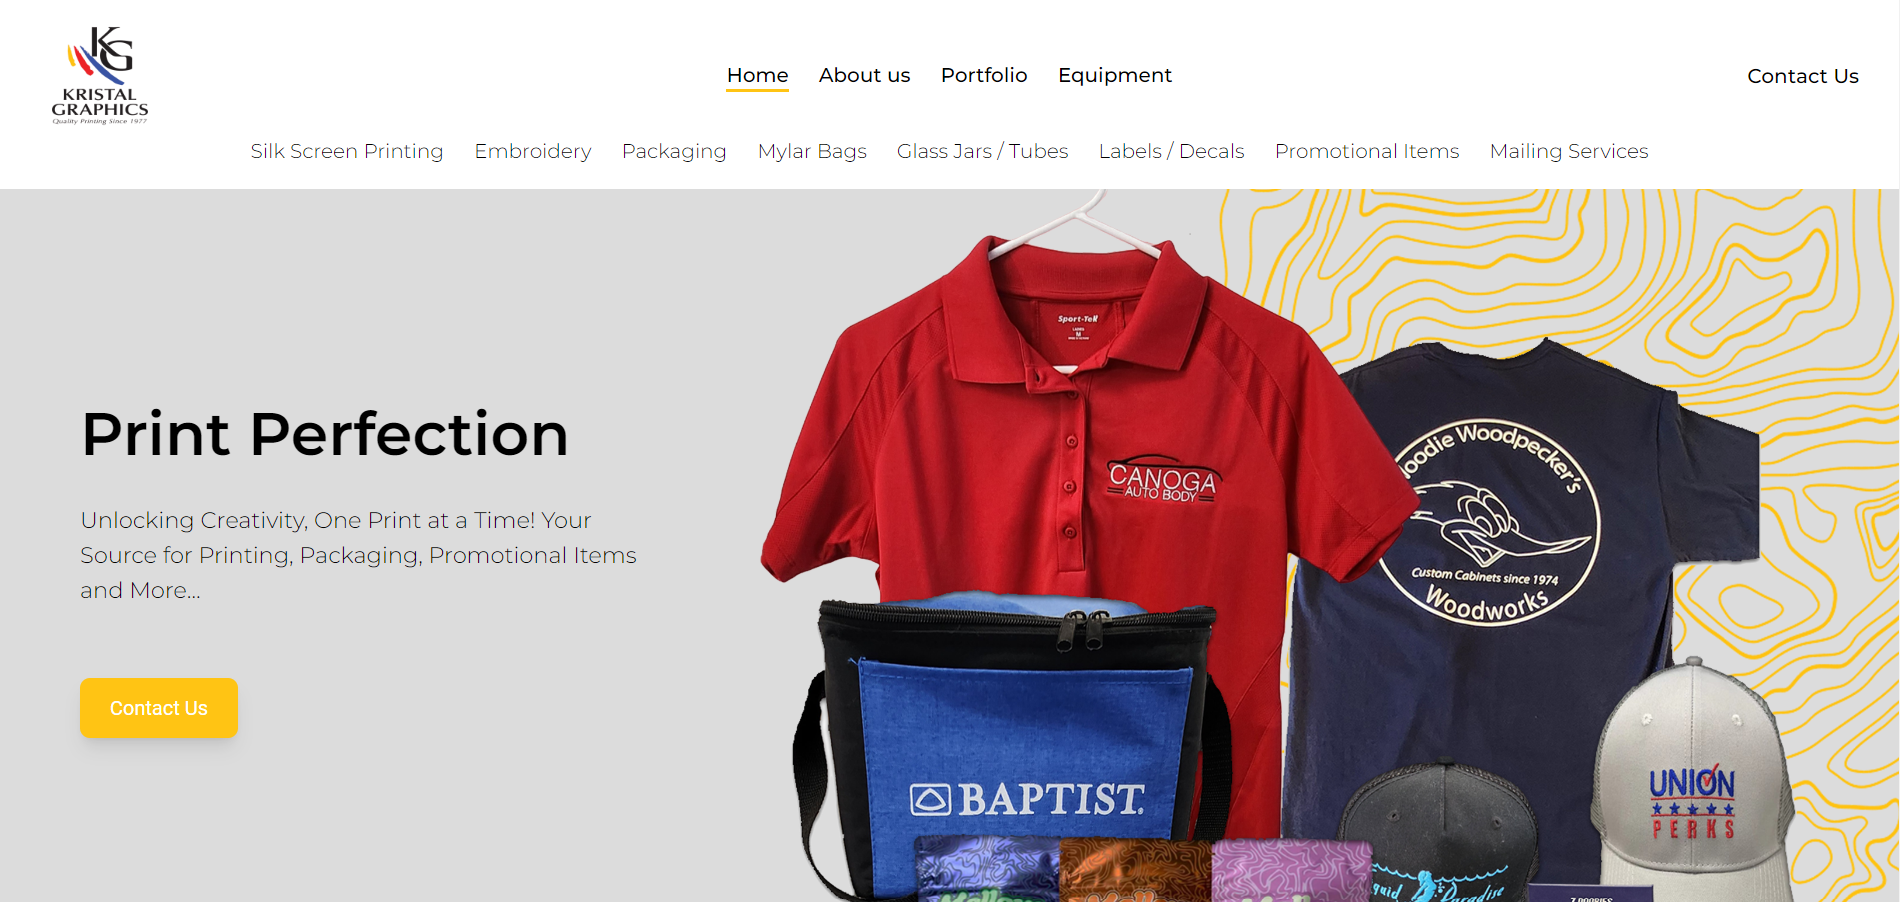 KG
KRISTAL
GRAPHICS
Quality Printing Since 1977
Home
About us
Portfolio
Equipment
Contact Us
Silk Screen Printing
Embroidery
Packaging
Mylar Bags
Glass Jars / Tubes
Labels / Decals
Promotional Items
Mailing Services
Print Perfection
Unlocking Creativity, One Print at a Time! Your
Source for Printing, Packaging, Promotional Items
and More...
Contact Us
Sport-Tek
LADIES
M
CANOGA
AUTO BODY
oodie Woodpecker's
Custom Cabinets since 1974
Woodworks
BAPTIST
UNION
PERKS
quid Paradise